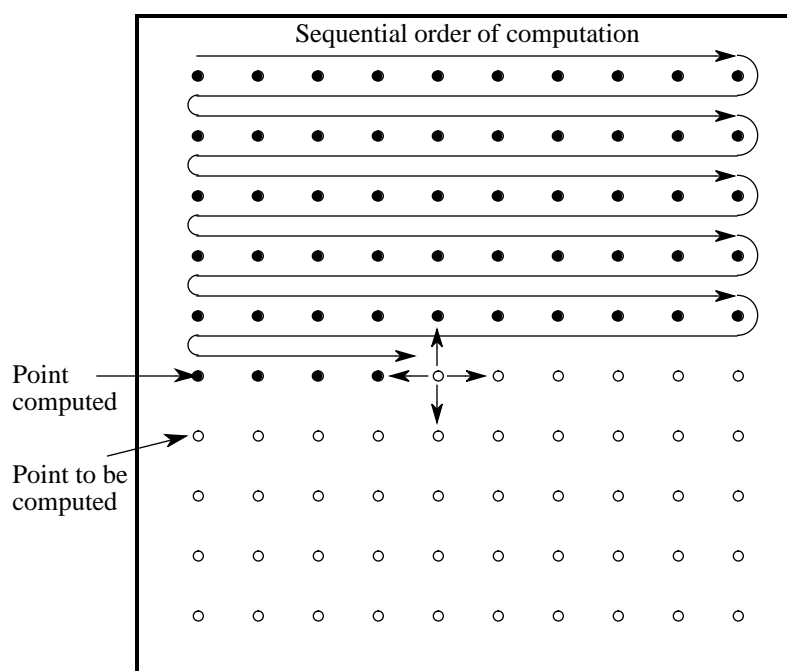 Sequential order of computation
Point
computed
Point to be
computed